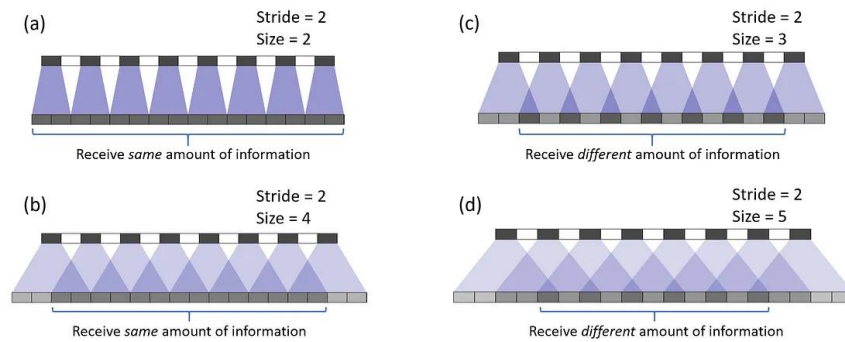 (a)
Stride = 2
Size = 2
Receive same amount of information
(c)
Stride = 2
Size = 3
Receive different amount of information
(b)
Stride = 2
Size = 4
Receive same amount of information
(d)
Stride = 2
Size = 5
Receive different amount of information